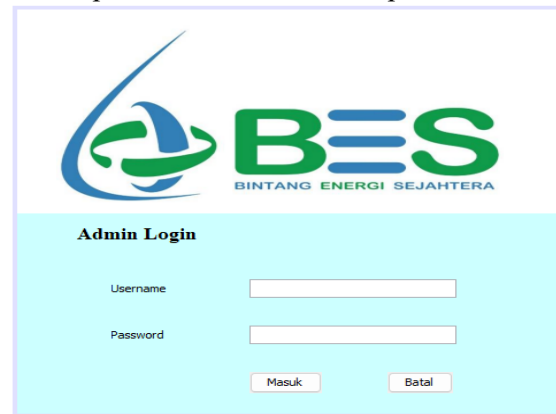 BES
BINTANG ENERGI SEJAHTERA
Admin Login
Username
Password
Masuk Batal